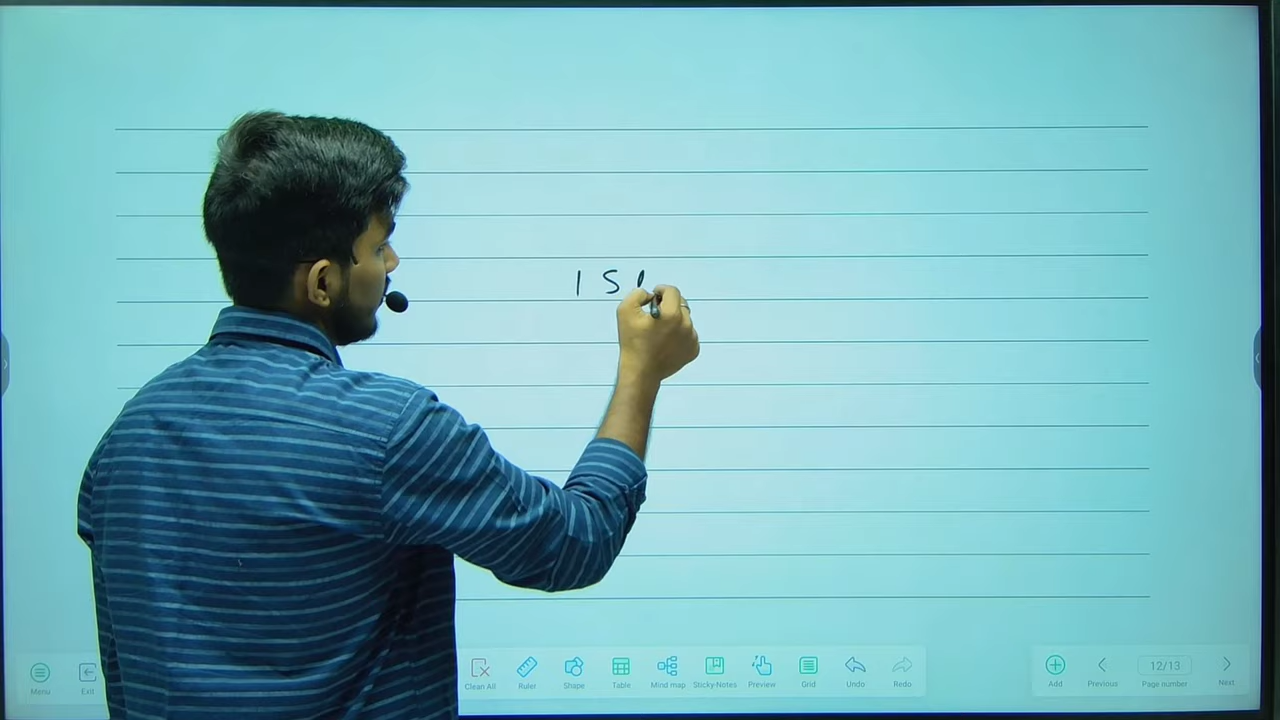 I S
Menu
Exit
Clean All
Ruler
Shape
Table
Mind map
Sticky-Notes
Preview
Grid
Undo
Redo
Add
Previous
12/13
Page number
Next